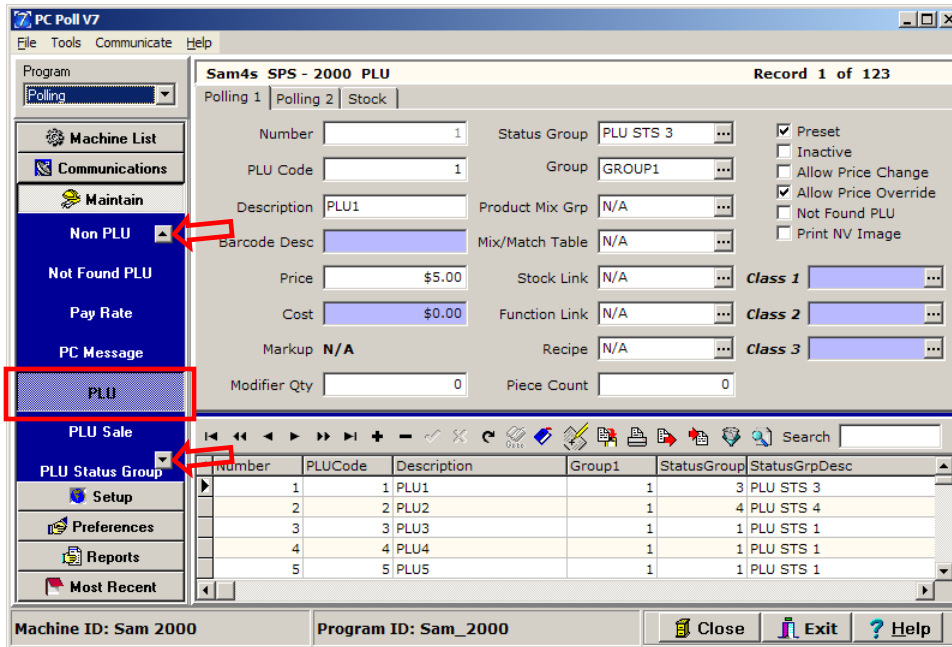 PC Poll V7
File Tools Communicate Help
Program
Polling
Machine List
Communications
Maintain
Non PLU
Not Found PLU
Pay Rate
PC Message
PLU
PLU Sale
PLU Status Group
Setup
Preferences
Reports
Most Recent
Sam4s SPS - 2000 PLU Record 1 of 123
Polling 1 Polling 2 Stock
Number 1 Status Group PLU STS 3 Preset
Inactive
PLU Code 1 Group GROUP1 Allow Price Change
Allow Price Override
Description PLU1 Product Mix Grp N/A Not Found PLU
Barcode Desc Mix/Match Table N/A Print NV Image
Price $5.00 Stock Link N/A Class 1
Cost $0.00 Function Link N/A Class 2
Markup N/A Recipe N/A Class 3
Modifier Qty 0 Piece Count 0
Search
Number PLUCode Description Group1 StatusGroup StatusGrpDesc
1 1 PLU1 1 3 PLU STS 3
2 2 PLU2 1 4 PLU STS 4
3 3 PLU3 1 1 PLU STS 1
4 4 PLU4 1 1 PLU STS 1
5 5 PLU5 1 1 PLU STS 1
Machine ID: Sam 2000 Program ID: Sam_2000 Close Exit Help